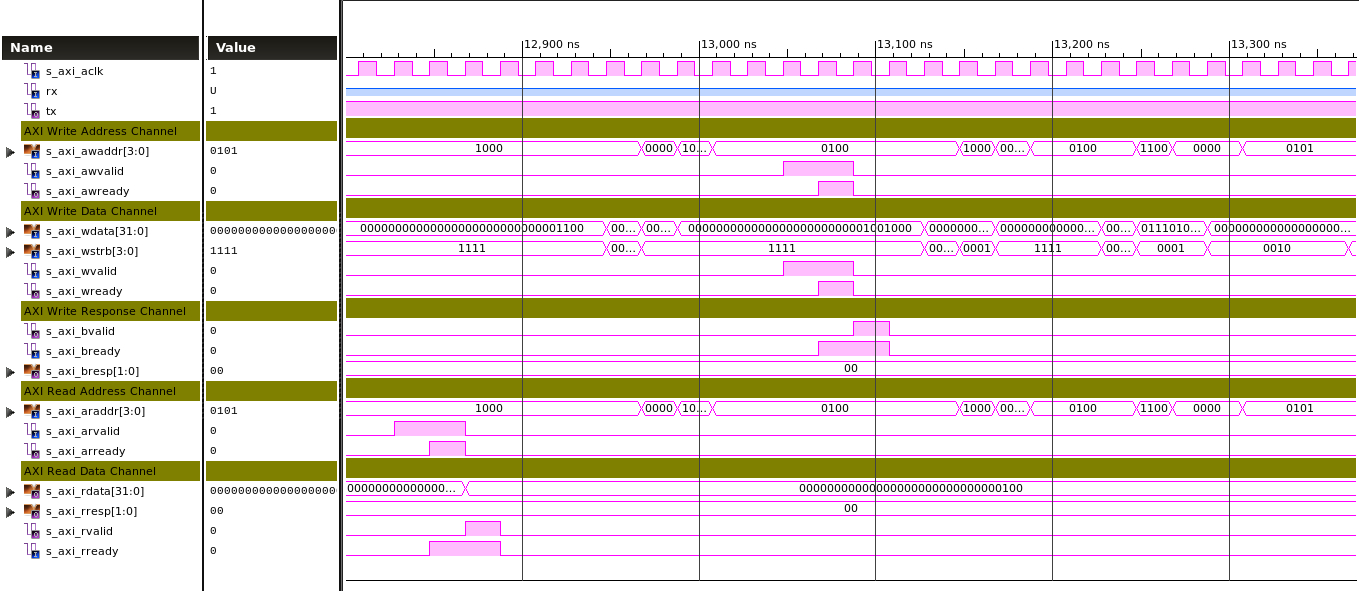 Name Value 12,900 ns 13,000 ns 13,100 ns 13,200 ns 13,300 ns
s_axi_aclk 1
rx U
tx 1
AXI Write Address Channel
s_axi_awaddr[3:0] 0101 1000 0000 10... 0100 1000 00... 0100 1100 0000 0101
s_axi_awvalid 0
s_axi_awready 0
AXI Write Data Channel
s_axi_wdata[31:0] 00000000000000000000 00000000000000000000000000001100 00... 00... 00000000000000000000000001001000 0000000... 000000000000... 00... 0111010... 00000000000000000...
s_axi_wstrb[3:0] 1111 1111 00... 1111 00... 0001 1111 00... 0001 0010
s_axi_wvalid 0
s_axi_wready 0
AXI Write Response Channel
s_axi_bvalid 0
s_axi_bready 0
s_axi_bresp[1:0] 00 00
AXI Read Address Channel
s_axi_araddr[3:0] 0101 1000 0000 10... 0100 1000 00... 0100 1100 0000 0101
s_axi_arvalid 0
s_axi_arready 0
AXI Read Data Channel
s_axi_rdata[31:0] 00000000000000000000 00000000000000... 00000000000000000000000000000100
s_axi_rresp[1:0] 00 00
s_axi_rvalid 0
s_axi_rready 0